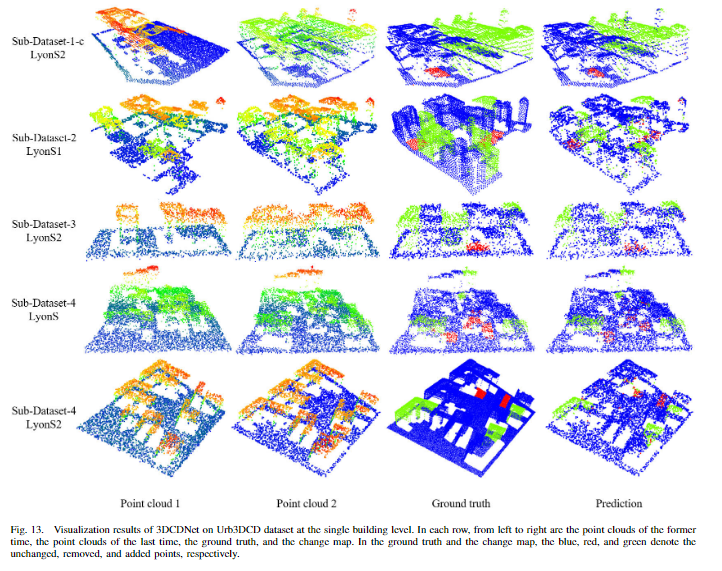 Sub-Dataset-1-c
LyonS2
Sub-Dataset-2
LyonS1
Sub-Dataset-3
LyonS2
Sub-Dataset-4
LyonS
Sub-Dataset-4
LyonS2
Point cloud 1
Point cloud 2
Ground truth
Prediction
Fig. 13. Visualization results of 3DCDNet on Urb3DCD dataset at the single building level. In each row, from left to right are the point clouds of the former
time, the point clouds of the last time, the ground truth, and the change map. In the ground truth and the change map, the blue, red, and green denote the
unchanged, removed, and added points, respectively.